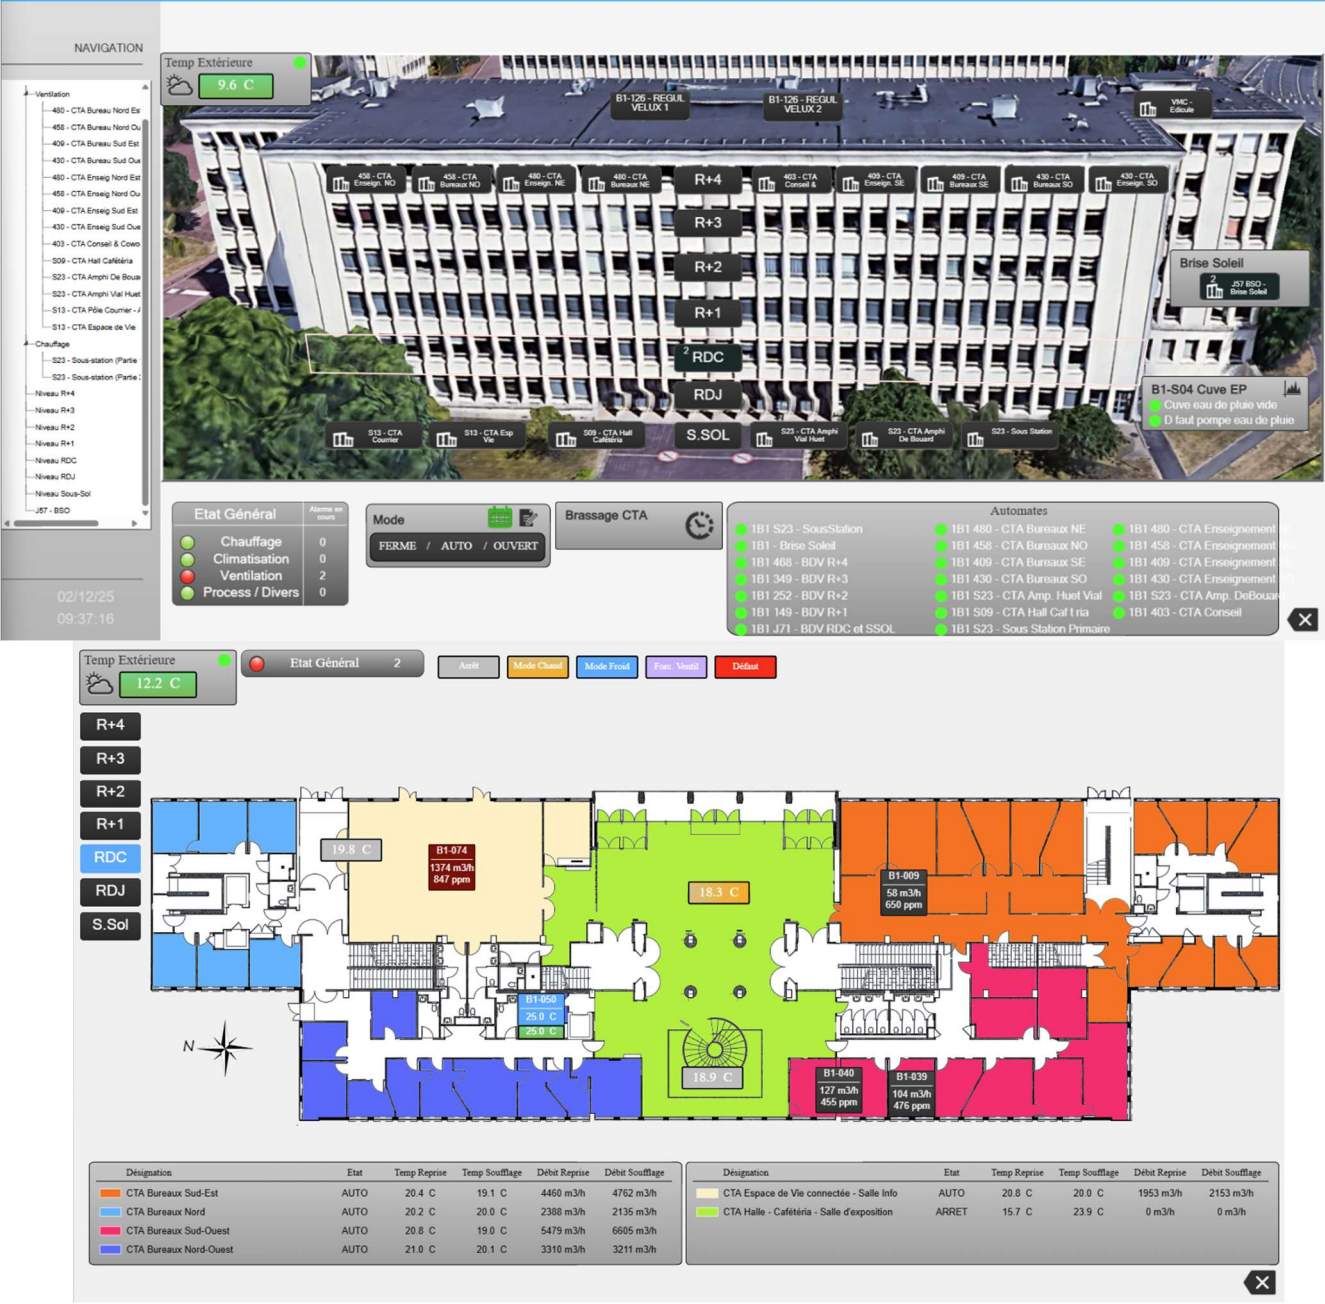 NAVIGATION
Ventilation
480 - CTA Bureau Nord Es
458 - CTA Bureau Nord Ou
409 - CTA Bureau Sud Est
430 - CTA Bureau Sud Oue
480 - CTA Enseig Nord Est
458 - CTA Enseig Nord Ou
409 - CTA Enseig Sud Est
430 - CTA Enseig Sud Oue
403 - CTA Conseil & Cowo
S09 - CTA Hall Cafétéria
S23 - CTA Amphi De Boua
S23 - CTA Amphi Vial Huet
S13 - CTA Pôle Courrier - A
S13 - CTA Espace de Vie
Chauffage
S23 - Sous-station (Partie
S23 - Sous-station (Partie
Niveau R+4
Niveau R+3
Niveau R+2
Niveau R+1
Niveau RDC
Niveau RDJ
Niveau Sous-Sol
J57 - BSO
02/12/25
09:37:16
Temp Extérieure
9.6 C
B1-126 - REGUL
VELUX 1
B1-126 - REGUL
VELUX 2
VMC -
Edicule
458 - CTA
Enseign. NO
458 - CTA
Bureaux NO
480 - CTA
Enseign. NE
480 - CTA
Bureaux NE
R+4
403 - CTA
Conseil &
409 - CTA
Enseign. SE
409 - CTA
Bureaux SE
430 - CTA
Bureaux SO
430 - CTA
Enseign. SO
R+3
R+2
R+1
2 RDC
RDJ
Brise Soleil
2
J57 BSO -
Brise Soleil
B1-S04 Cuve EP
Cuve eau de pluie vide
D faut pompe eau de pluie
S13 - CTA
Courrier
S13 - CTA Esp
Vie
S09 - CTA Hall
Cafétéria
S.SOL
S23 - CTA Amphi
Vial Huet
S23 - CTA Amphi
De Bouard
S23 - Sous Station
Etat Général
Alarme en
cours
Chauffage 0
Climatisation 0
Ventilation 2
Process / Divers 0
Mode
FERME / AUTO / OUVERT
Brassage CTA
Automates
1B1 S23 - SousStation
1B1 - Brise Soleil
1B1 468 - BDV R+4
1B1 349 - BDV R+3
1B1 252 - BDV R+2
1B1 149 - BDV R+1
1B1 J71 - BDV RDC et SSOL
1B1 480 - CTA Bureaux NE
1B1 458 - CTA Bureaux NO
1B1 409 - CTA Bureaux SE
1B1 430 - CTA Bureaux SO
1B1 S23 - CTA Amp. Huet Vial
1B1 S09 - CTA Hall Caf t ria
1B1 S23 - Sous Station Primaire
1B1 480 - CTA Enseignement
1B1 458 - CTA Enseignement
1B1 409 - CTA Enseignement
1B1 430 - CTA Enseignement
1B1 S23 - CTA Amp. DeBouar
1B1 403 - CTA Conseil
Temp Extérieure
12.2 C
Etat Général 2
Arrêt
Mode Chaud
Mode Froid
Forc. Ventil
Défaut
R+4
R+3
R+2
R+1
RDC
RDJ
S.Sol
19.8 C
B1-074
1374 m3/h
847 ppm
18.3 C
B1-009
58 m3/h
650 ppm
B1-050
25.0 C
25.0 C
N
18.9 C
B1-040
127 m3/h
455 ppm
B1-039
104 m3/h
476 ppm
Désignation Etat Temp Reprise Temp Soufflage Débit Reprise Débit Soufflage
CTA Bureaux Sud-Est AUTO 20.4 C 19.1 C 4460 m3/h 4762 m3/h
CTA Bureaux Nord AUTO 20.2 C 20.0 C 2388 m3/h 2135 m3/h
CTA Bureaux Sud-Ouest AUTO 20.8 C 19.0 C 5479 m3/h 6605 m3/h
CTA Bureaux Nord-Ouest AUTO 21.0 C 20.1 C 3310 m3/h 3211 m3/h
Désignation Etat Temp Reprise Temp Soufflage Débit Reprise Débit Soufflage
CTA Espace de Vie connectée - Salle Info AUTO 20.8 C 20.0 C 1953 m3/h 2153 m3/h
CTA Halle - Cafétéria - Salle d'exposition ARRET 15.7 C 23.9 C 0 m3/h 0 m3/h